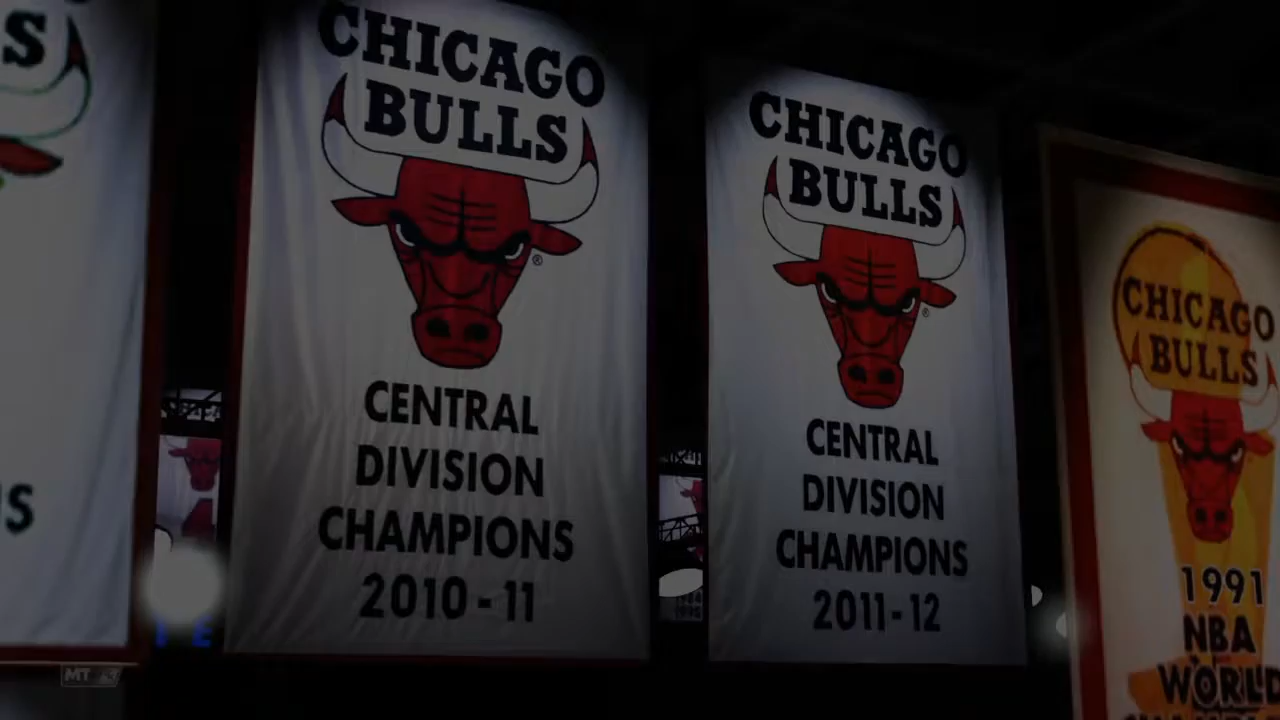 S
CHICAGO
BULLS
®
CENTRAL
DIVISION
CHAMPIONS
2010-11
CHICAGO
BULLS
®
CENTRAL
DIVISION
CHAMPIONS
2011-12
CHICAGO
BULLS
1991
NBA
WORLD
MT